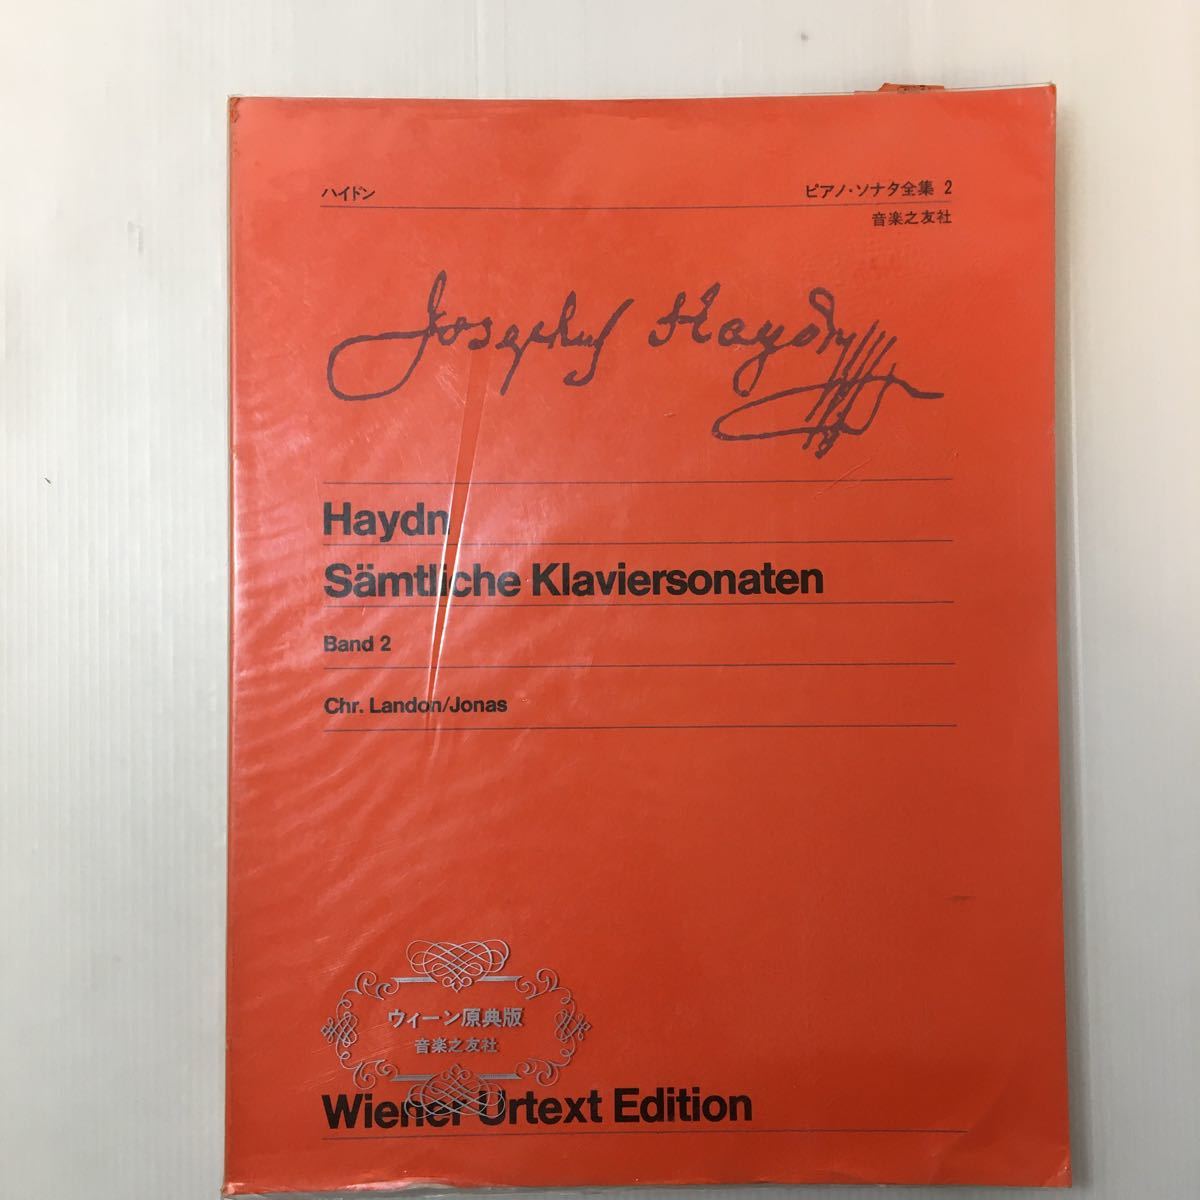 ハイドン
ピアノ・ソナタ全集 2
音楽之友社
Joseph Haydn
Haydn
Sämtliche Klaviersonaten
Band 2
Chr. Landon/Jonas
ウィーン原典版
音楽之友社
Wiener Urtext Edition